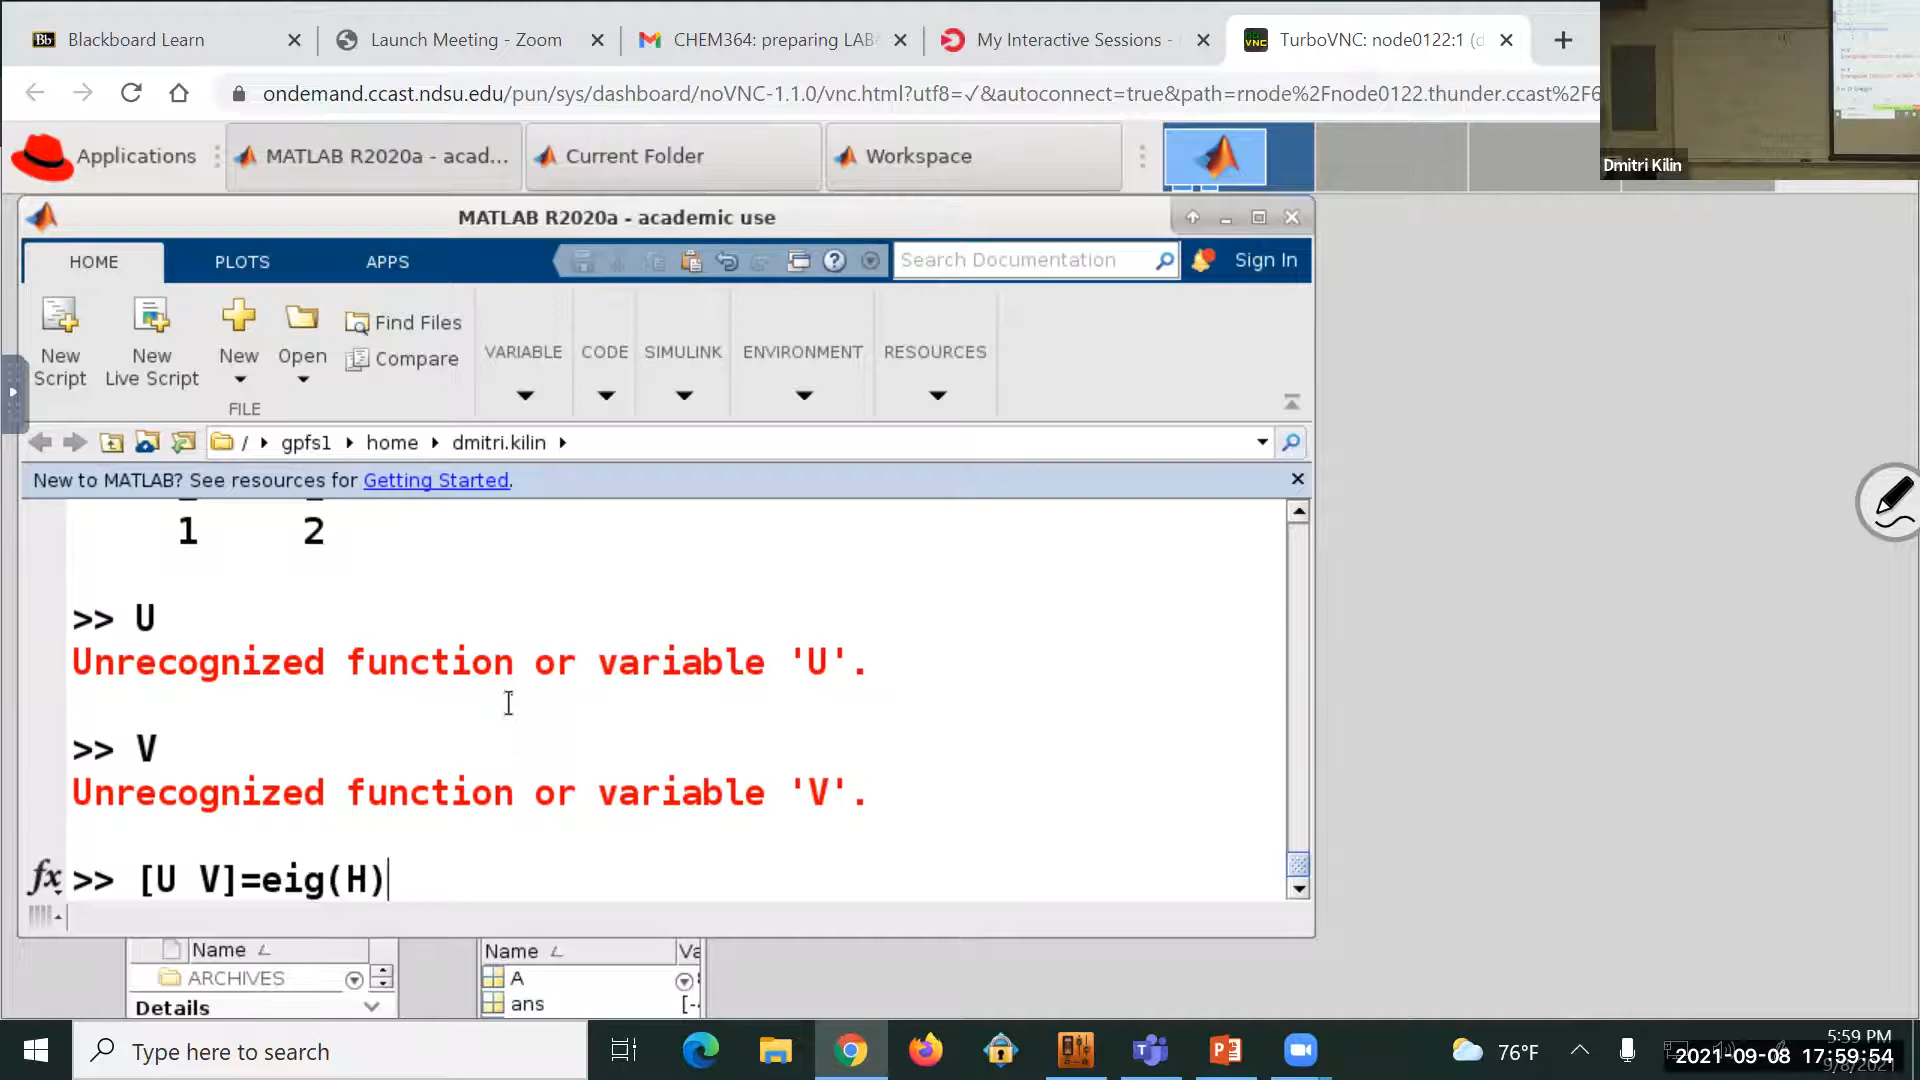 Blackboard Learn
Launch Meeting - Zoom
CHEM364: preparing LAB
My Interactive Sessions -
TurboVNC: node0122:1 (d
ondemand.ccast.ndsu.edu/pun/sys/dashboard/noVNC-1.1.0/vnc.html?utf8=✓&autoconnect=true&path=rnode%2Fnode0122.thunder.ccast%2F6
Dmitri Kilin
Applications
MATLAB R2020a - acad...
Current Folder
Workspace
MATLAB R2020a - academic use
HOME PLOTS APPS
Search Documentation
Sign In
New Script
New Live Script
New
Open
Find Files
Compare
FILE
VARIABLE CODE SIMULINK ENVIRONMENT RESOURCES
/ gpfs1 home dmitri.kilin
New to MATLAB? See resources for Getting Started.
1 2
>> U
Unrecognized function or variable 'U'.
>> V
Unrecognized function or variable 'V'.
fx >> [U V]=eig(H)
Name
ARCHIVES
Details
Name Va
A
ans [-
Type here to search
76°F
5:59 PM
2021-09-08 17:59:54
9/8/2021